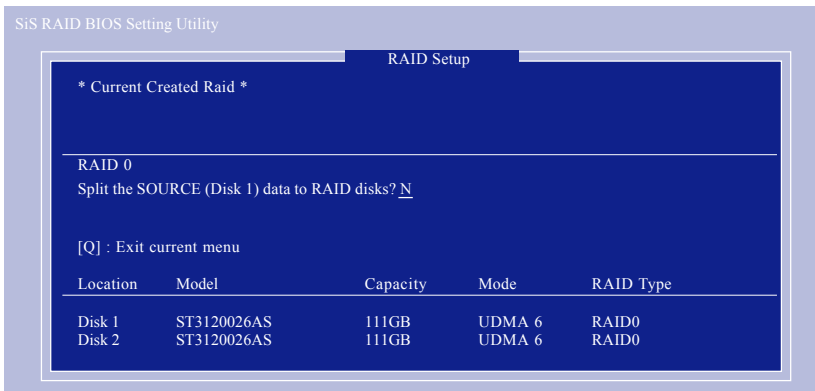 SiS RAID BIOS Setting Utility
RAID Setup
* Current Created Raid *
RAID 0
Split the SOURCE (Disk 1) data to RAID disks? N
[Q] : Exit current menu
Location Model Capacity Mode RAID Type
Disk 1 ST3120026AS 111GB UDMA 6 RAID0
Disk 2 ST3120026AS 111GB UDMA 6 RAID0